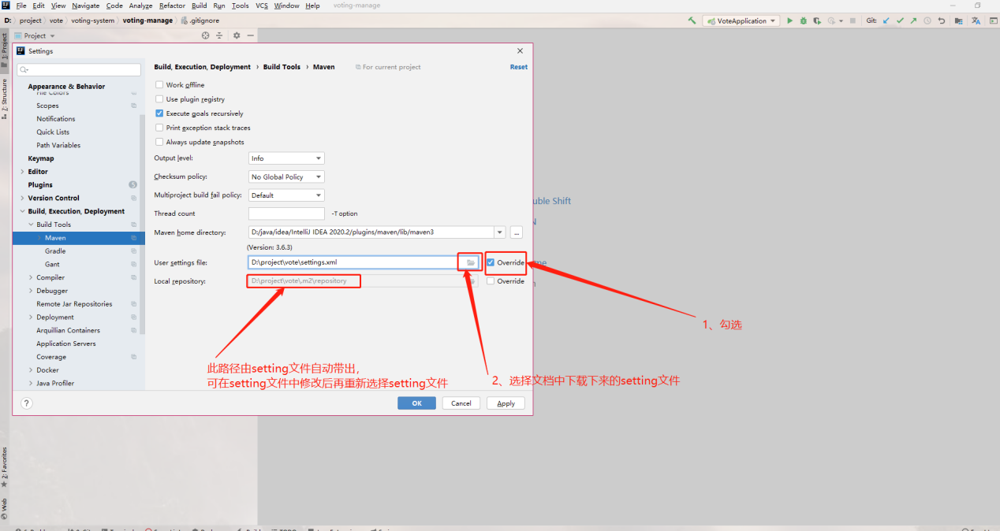 File Edit View Navigate Code Analyze Refactor Build Run Tools VCS Window Help voting-manage
D: project vote voting-system voting-manage .gitignore
VoteApplication
Git:
Project
1: Project
7: Structure
2: Favorites
Web
Settings
Appearance & Behavior
File Colors
Scopes
Notifications
Quick Lists
Path Variables
Keymap
Editor
Plugins
5
Version Control
Build, Execution, Deployment
Build Tools
Maven
Gradle
Gant
Compiler
Debugger
Remote Jar Repositories
Deployment
Arquillian Containers
Application Servers
Coverage
Docker
Java Profiler
Build, Execution, Deployment › Build Tools › Maven
For current project
Reset
Work offline
Use plugin registry
Execute goals recursively
Print exception stack traces
Always update snapshots
Output level: Info
Checksum policy: No Global Policy
Multiproject build fail policy: Default
Thread count -T option
Maven home directory: D:/java/idea/IntelliJ IDEA 2020.2/plugins/maven/lib/maven3 ...
(Version: 3.6.3)
User settings file: D:\project\vote\settings.xml Override
Local repository: D:\project\vote\.m2\repository Override
uble Shift
1、勾选
此路径由setting文件自动带出，
可在setting文件中修改后再重新选择setting文件
2、选择文档中下载下来的setting文件
? OK Cancel Apply